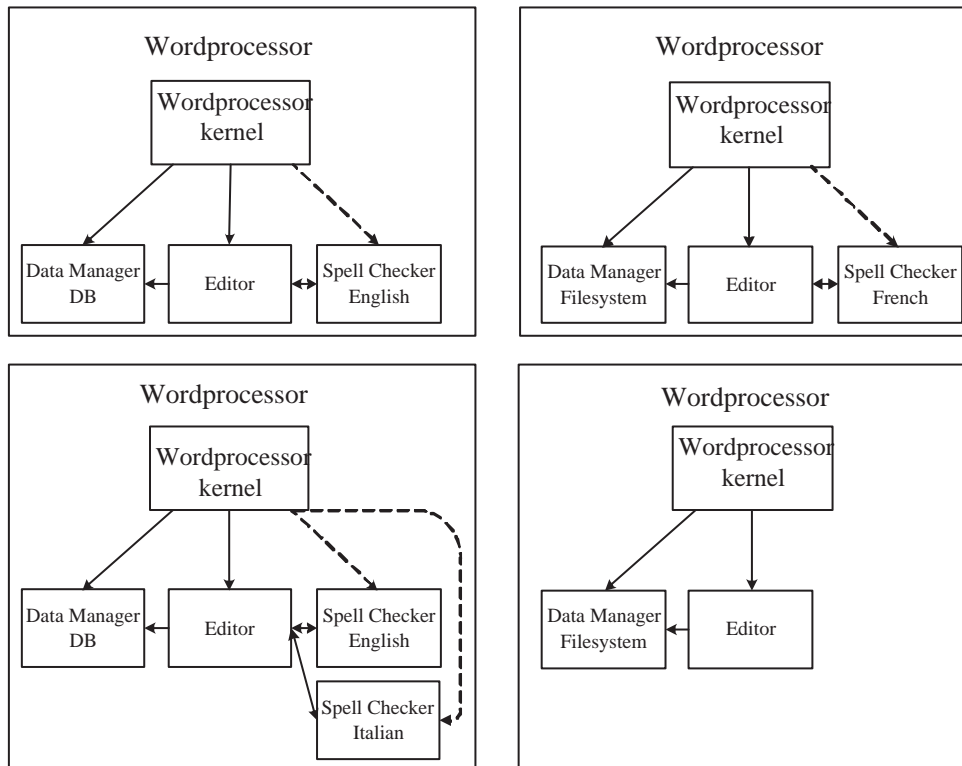 Wordprocessor
Wordprocessor
kernel
Data Manager
DB
Editor
Spell Checker
English
Wordprocessor
Wordprocessor
kernel
Data Manager
Filesystem
Editor
Spell Checker
French
Wordprocessor
Wordprocessor
kernel
Data Manager
DB
Editor
Spell Checker
English
Spell Checker
Italian
Wordprocessor
Wordprocessor
kernel
Data Manager
Filesystem
Editor